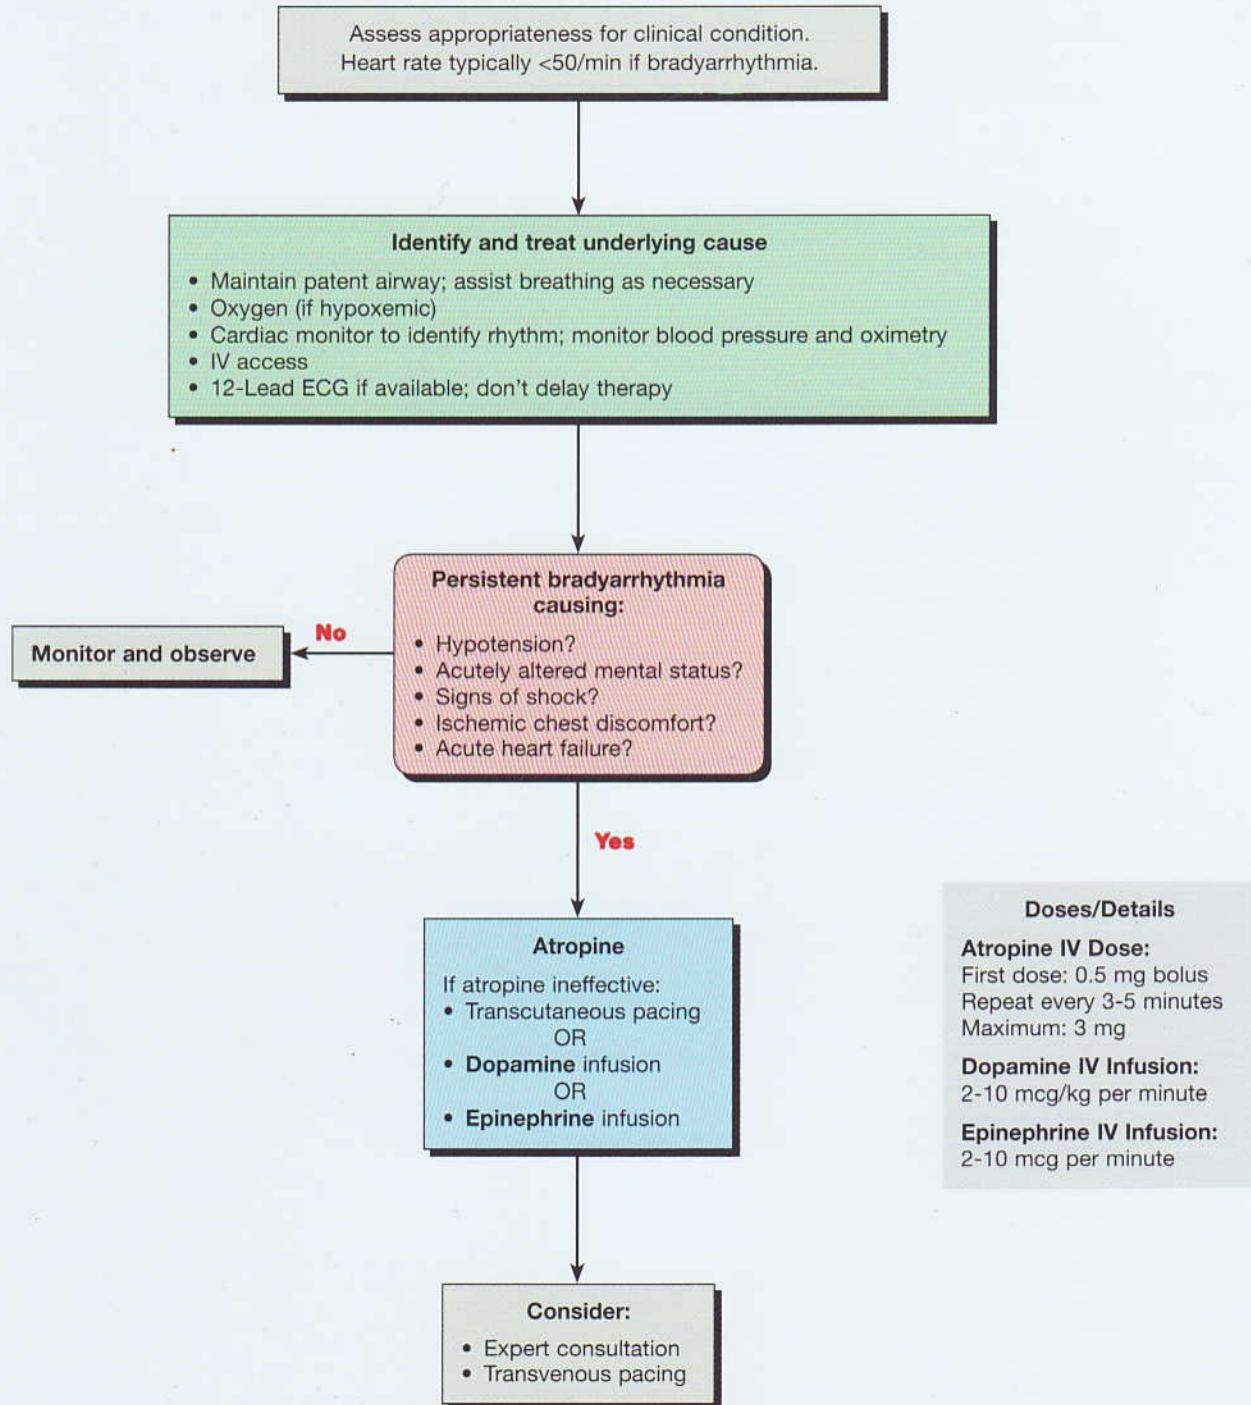 Assess appropriateness for clinical condition.
Heart rate typically <50/min if bradyarrhythmia.
Identify and treat underlying cause
• Maintain patent airway; assist breathing as necessary
• Oxygen (if hypoxemic)
• Cardiac monitor to identify rhythm; monitor blood pressure and oximetry
• IV access
• 12-Lead ECG if available; don't delay therapy
Persistent bradyarrhythmia
causing:
• Hypotension?
• Acutely altered mental status?
• Signs of shock?
• Ischemic chest discomfort?
• Acute heart failure?
No
Monitor and observe
Yes
Atropine
If atropine ineffective:
• Transcutaneous pacing
OR
• Dopamine infusion
OR
• Epinephrine infusion
Doses/Details
Atropine IV Dose:
First dose: 0.5 mg bolus
Repeat every 3-5 minutes
Maximum: 3 mg
Dopamine IV Infusion:
2-10 mcg/kg per minute
Epinephrine IV Infusion:
2-10 mcg per minute
Consider:
• Expert consultation
• Transvenous pacing